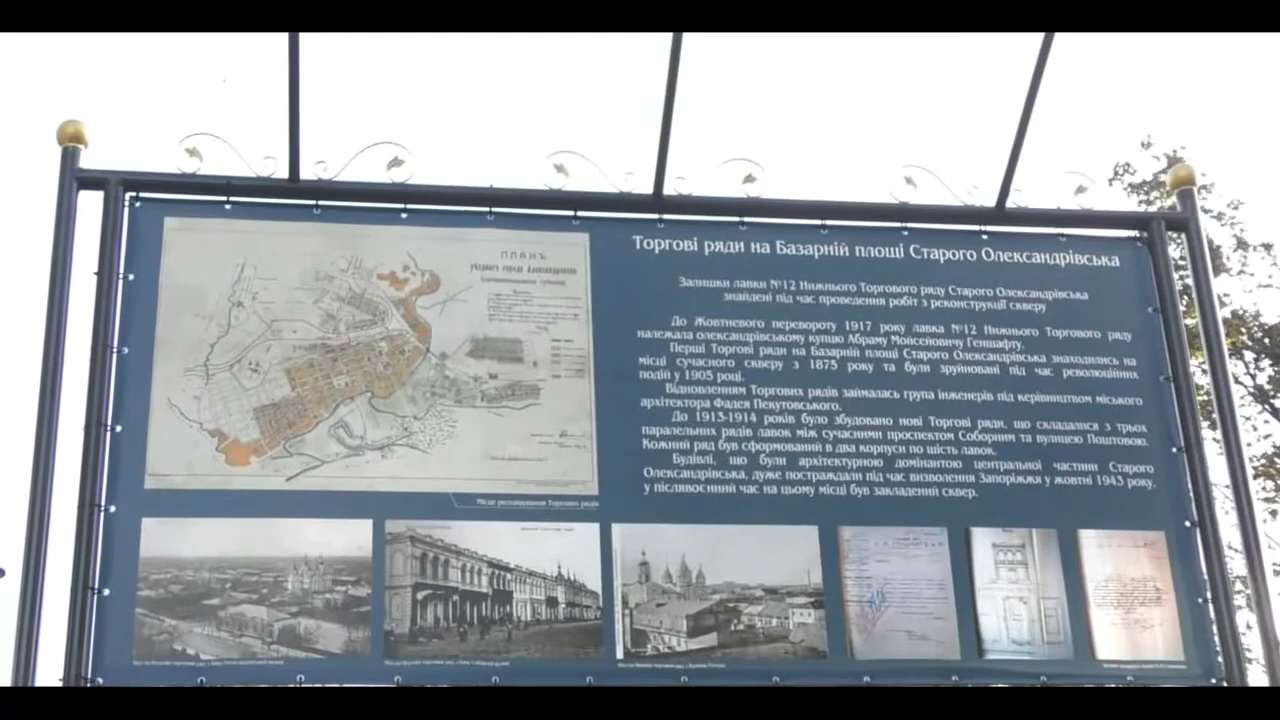 ПЛАНЪ
уѣзднаго города Александровска
Торгові ряди на Базарній площі Старого Олександрівська
Залишки лавки №12 Нижнього Торгового ряду Старого Олександрівська
знайдені під час проведення робіт з реконструкції скверу
До Жовтневого перевороту 1917 року лавка №12 Нижнього Торгового ряду
належала олександрівському купцю Абраму Мойсейовичу Геншафту.
Перші Торгові ряди на Базарній площі Старого Олександрівська знаходились на
місці сучасного скверу з 1875 року та були зруйновані під час революційних
подій у 1905 році.
Відновленням Торгових рядів займалась група інженерів під керівництвом міського
архітектора Фадея Пекутовського.
До 1913-1914 років було збудовано нові Торгові ряди, що складалися з трьох
паралельних рядів лавок між сучасними проспектом Соборним та вулицею Поштовою.
Кожний ряд був сформований в два корпуси по шість лавок.
Будівлі, що були архітектурною домінантою центральної частини Старого
Олександрівська, дуже постраждали під час визволення Запоріжжя у жовтні 1943 року,
у післявоєнний час на цьому місці був закладений сквер.
Місце розташування Торгових рядів